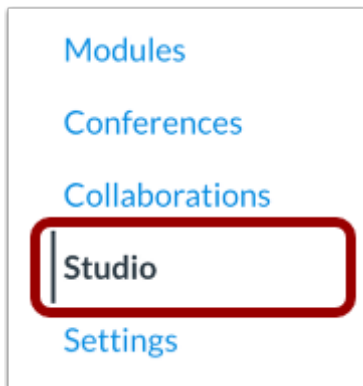 Modules
Conferences
Collaborations
Studio
Settings